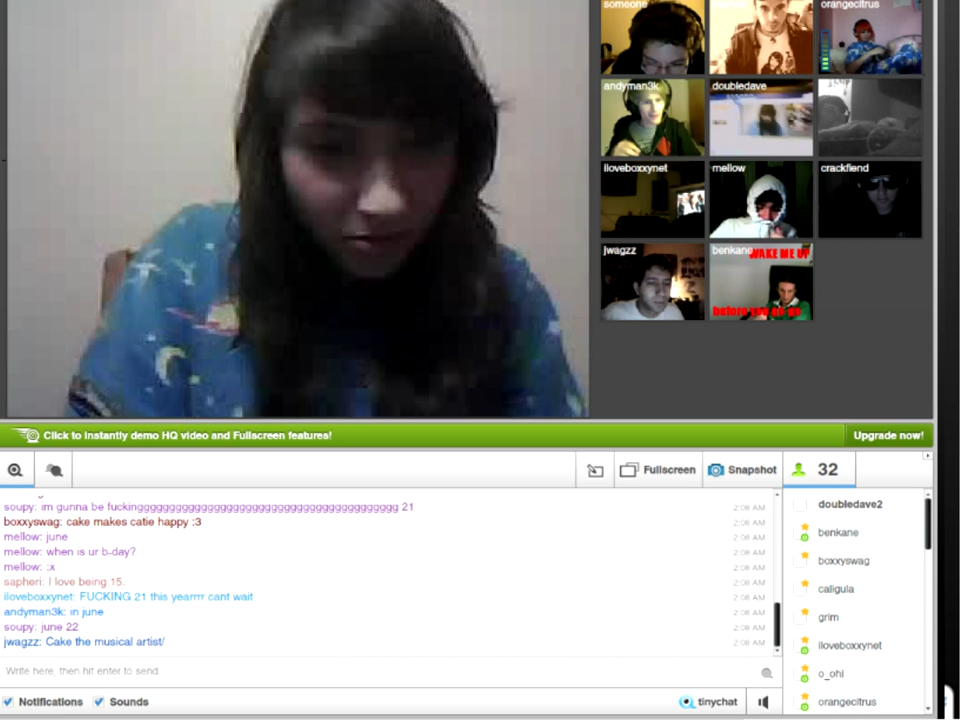 someone
orangecitrus
andyman3k
doubledave
iloveboxxynet
mellow
crackfiend
jwagzz
benkane
WAKE ME UP
before you go go
Click to instantly demo HQ video and Fullscreen features!
Upgrade now!
Fullscreen
Snapshot
32
soupy: im gunna be fuckinggggggggggggggggggggggggggggggggggggggggg 21
2:08 AM
boxxyswag: cake makes catie happy :3
2:08 AM
mellow: june
2:08 AM
mellow: when is ur b-day?
2:08 AM
mellow: :x
2:08 AM
sapheri: I love being 15.
2:08 AM
iloveboxxynet: FUCKING 21 this yearrrr cant wait
2:08 AM
andyman3k: in june
2:08 AM
soupy: june 22
2:08 AM
jwagzz: Cake the musical artist/
2:08 AM
Write here, then hit enter to send.
Notifications
Sounds
tinychat
doubledave2
benkane
boxxyswag
caligula
grim
iloveboxxynet
o_ohi
orangecitrus